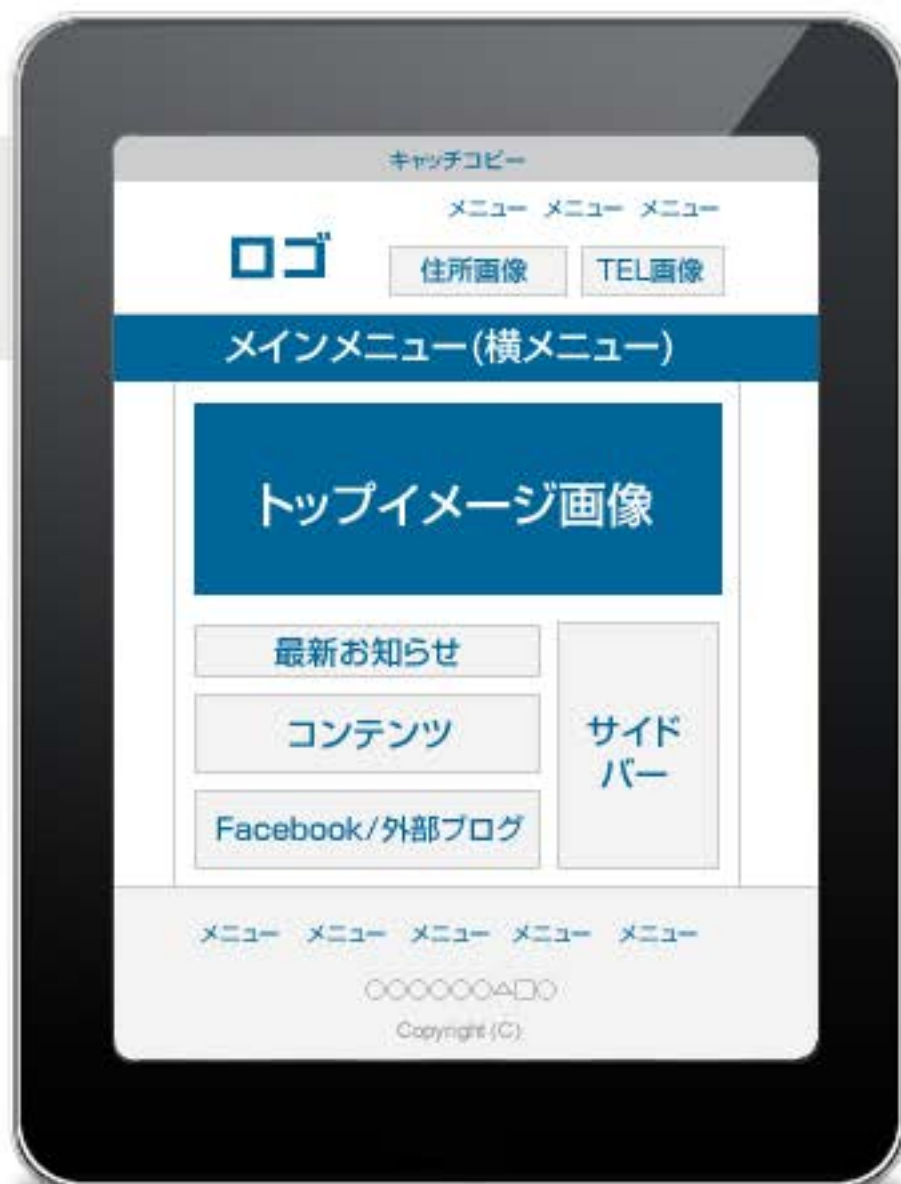 キャッチコピー
メニュー メニュー メニュー
ロゴ
住所画像 TEL画像
メインメニュー(横メニュー)
トップイメージ画像
最新お知らせ
コンテンツ
Facebook/外部ブログ
サイド
バー
メニュー メニュー メニュー メニュー メニュー
○○○○○○△□○
Copyright (C)